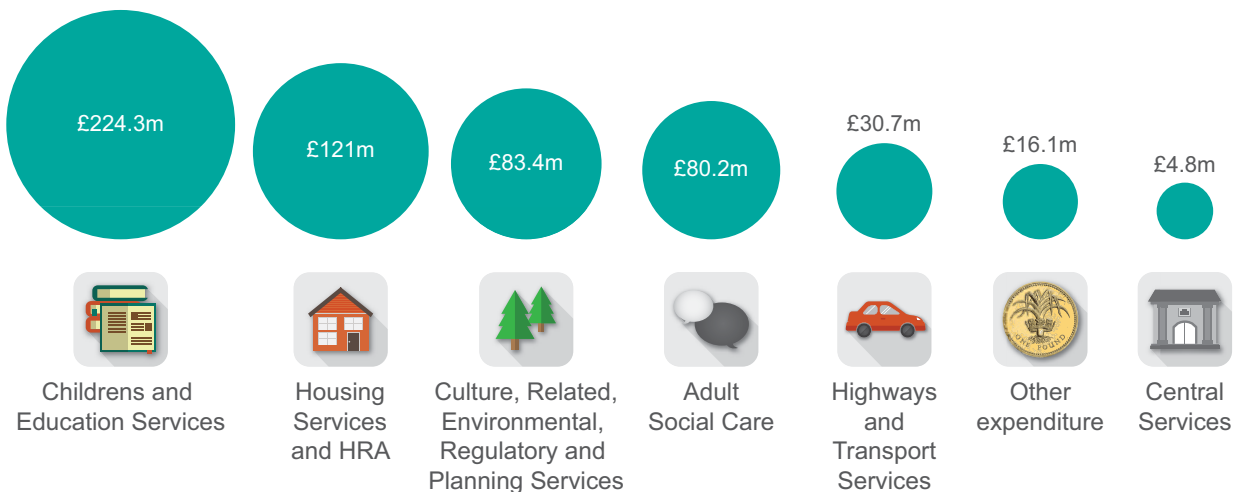 £224.3m
£121m
£83.4m
£80.2m
£30.7m
£16.1m
£4.8m
ONE POUND
Childrens and
Education Services
Housing
Services
and HRA
Culture, Related,
Environmental,
Regulatory and
Planning Services
Adult
Social Care
Highways
and
Transport
Services
Other
expenditure
Central
Services